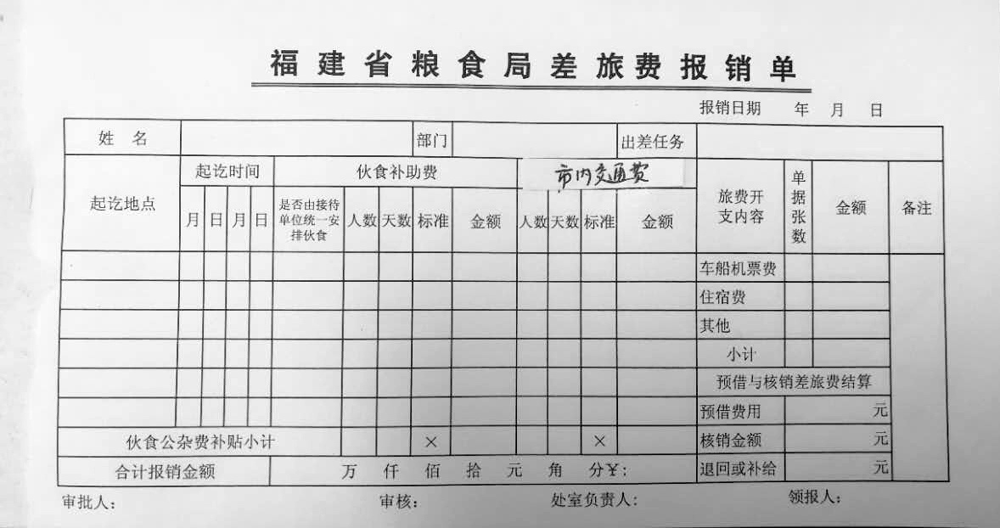 福建省粮食局差旅费报销单
报销日期 年 月 日
姓 名 部门 出差任务
起讫地点 起讫时间 伙食补助费 市内交通费 旅费开支内容 单据张数 金额 备注
月 日 月 日 是否由接待单位统一安排伙食 人数 天数 标准 金额 人数 天数 标准 金额
车船机票费
住宿费
其他
小计
预借与核销差旅费结算
预借费用 元
伙食公杂费补贴小计 × × 核销金额 元
合计报销金额 万 仟 佰 拾 元 角 分¥: 退回或补给 元
审批人: 审核: 处室负责人: 领报人: